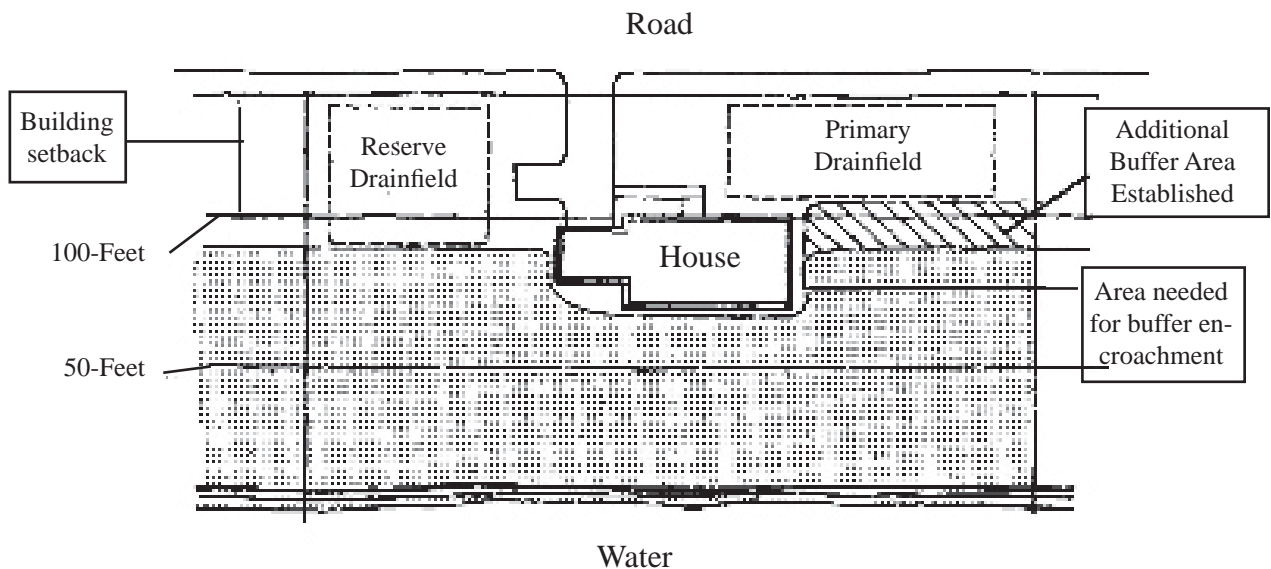 Road
Building
setback
Reserve
Drainfield
Primary
Drainfield
Additional
Buffer Area
Established
100-Feet
House
Area needed
for buffer en-
croachment
50-Feet
Water